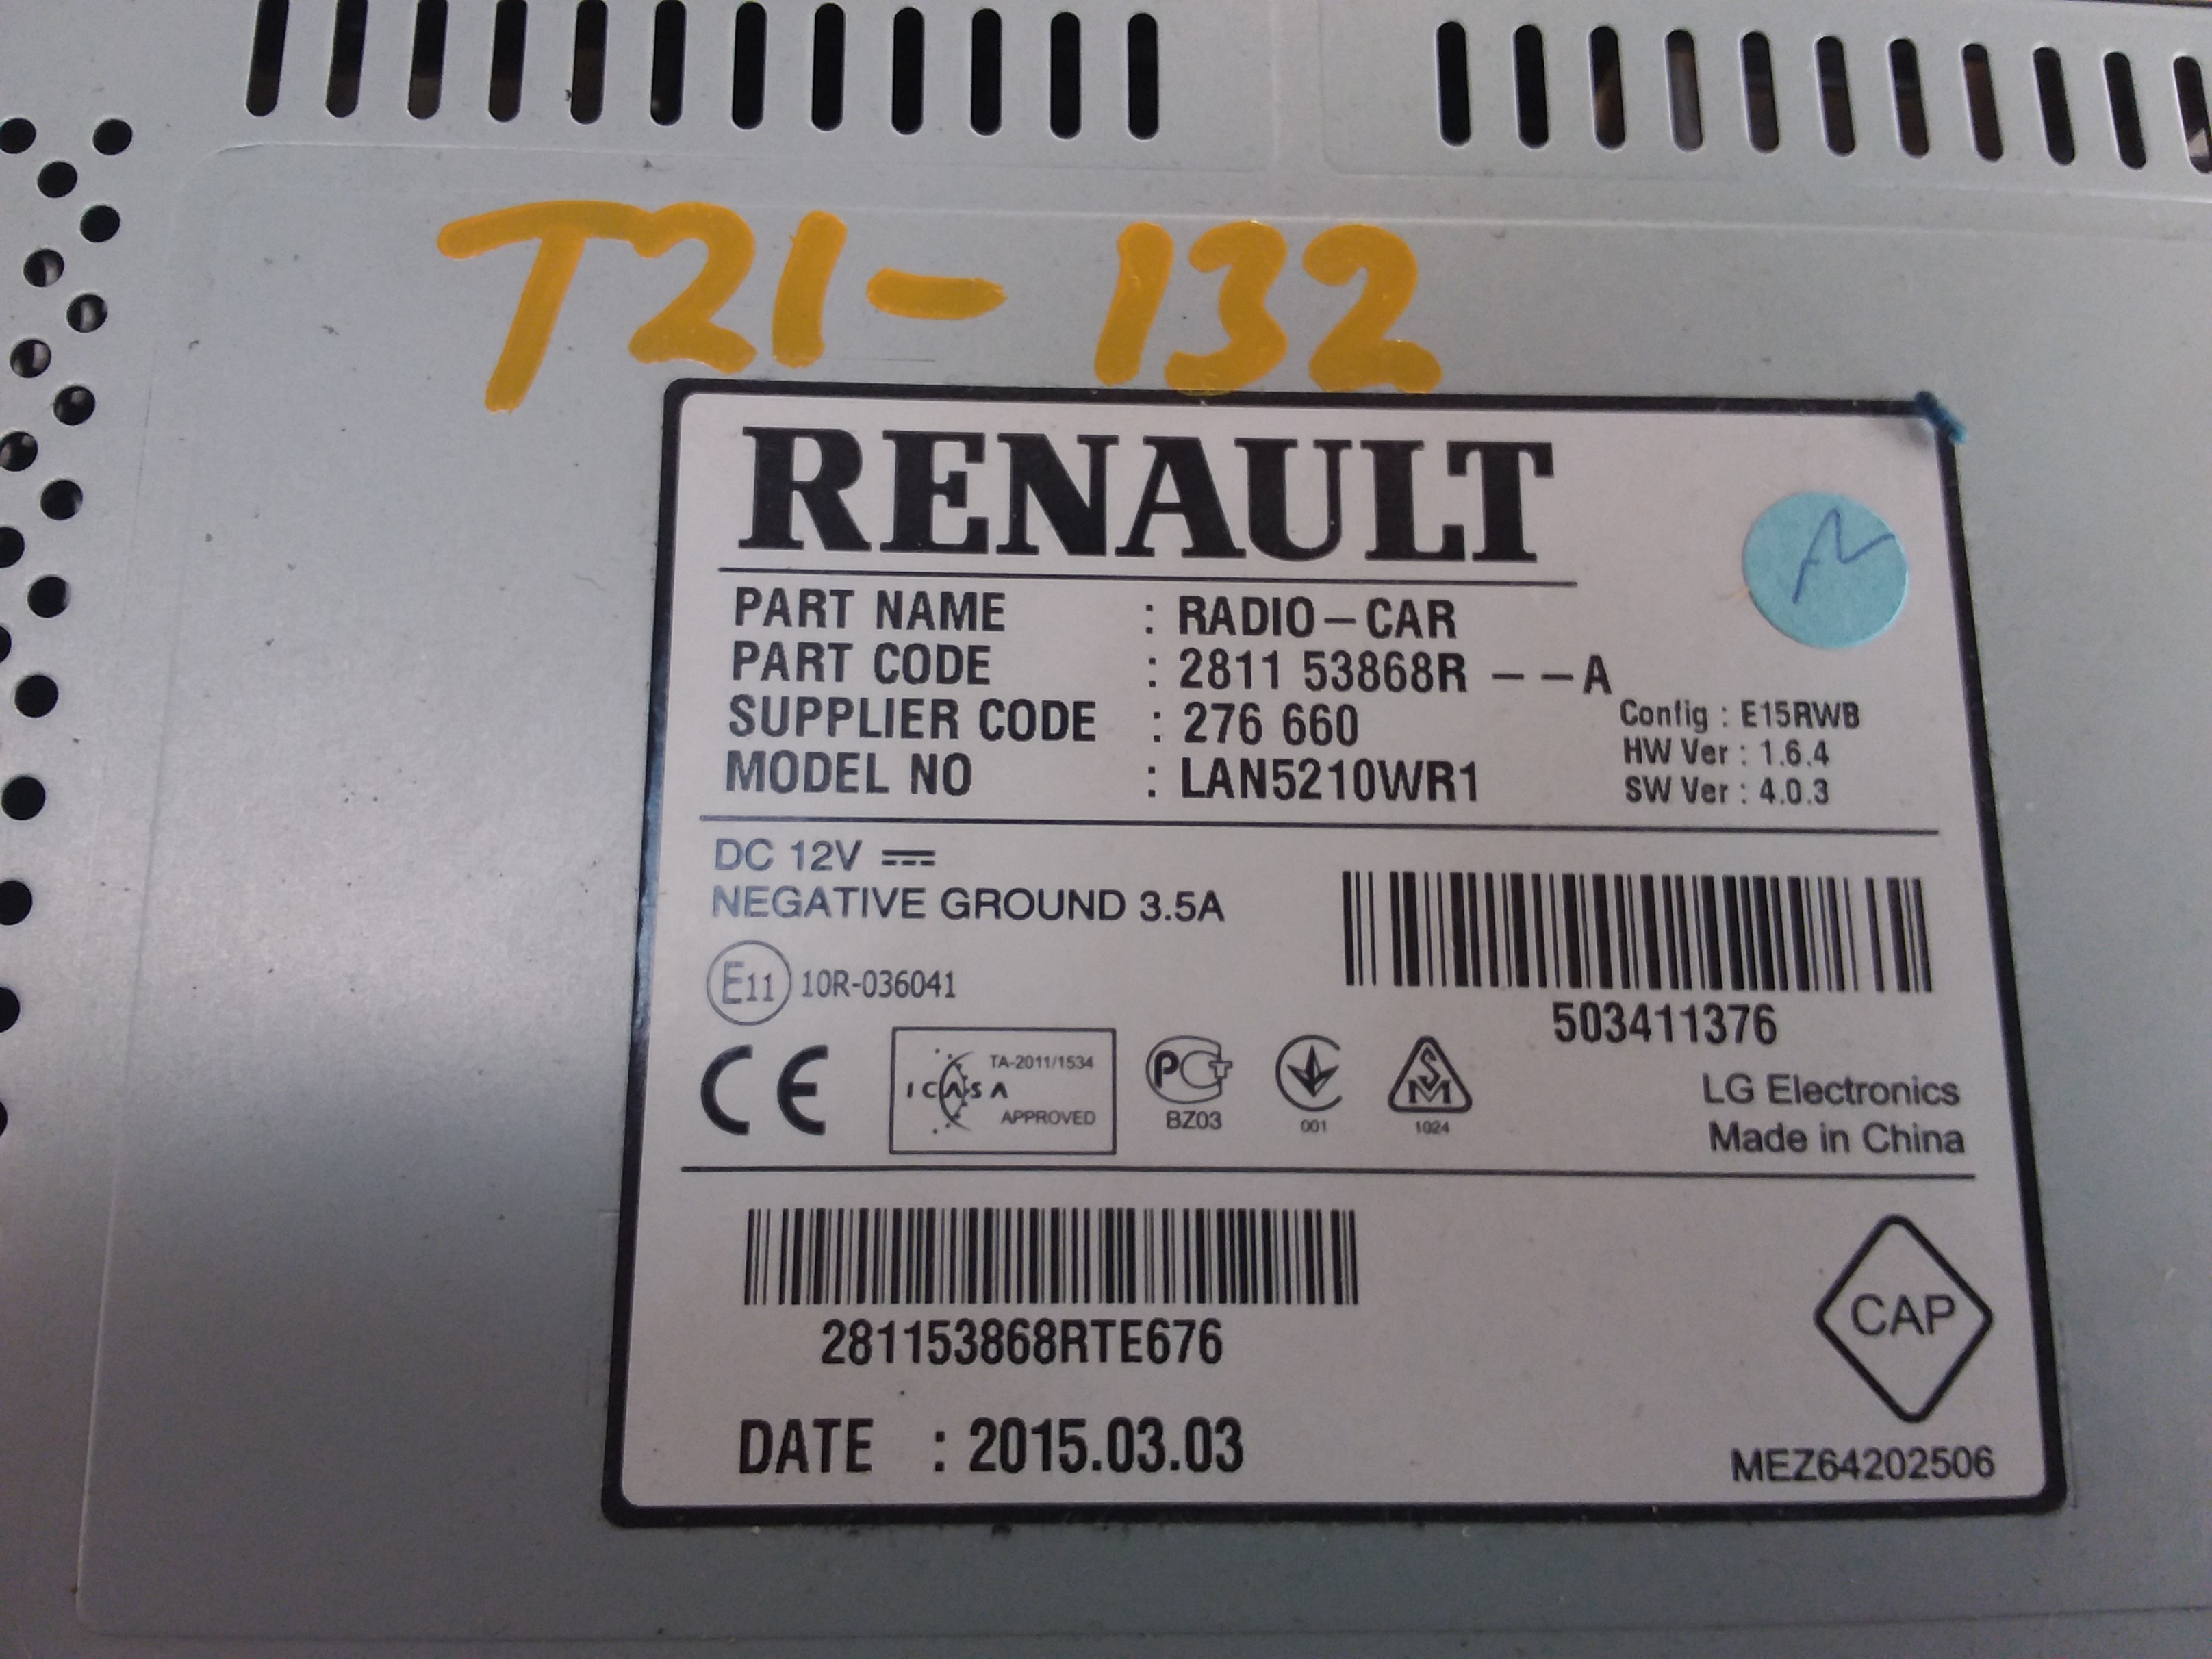 T21-132
RENAULT
PART NAME : RADIO-CAR
PART CODE : 2811 53868R --A
SUPPLIER CODE : 276 660
MODEL NO : LAN5210WR1
Config : E15RWB
HW Ver : 1.6.4
SW Ver : 4.0.3
DC 12V
NEGATIVE GROUND 3.5A
E11 10R-036041
503411376
CE
TA-2011/1534
ICASA
APPROVED
BZ03
001
SM
1024
LG Electronics
Made in China
281153868RTE676
CAP
DATE : 2015.03.03
MEZ64202506